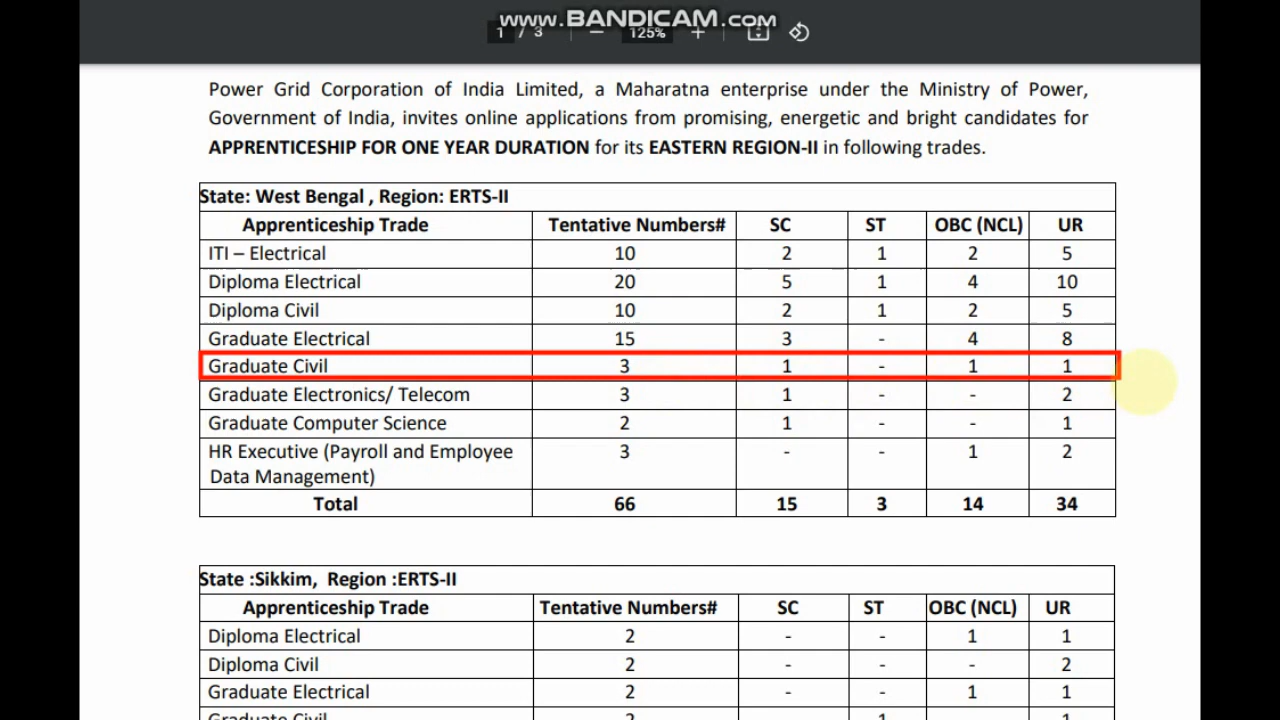 www.BANDICAM.com
1 / 3 − 125% +
Power Grid Corporation of India Limited, a Maharatna enterprise under the Ministry of Power,
Government of India, invites online applications from promising, energetic and bright candidates for
APPRENTICESHIP FOR ONE YEAR DURATION for its EASTERN REGION-II in following trades.
State: West Bengal , Region: ERTS-II
Apprenticeship Trade Tentative Numbers# SC ST OBC (NCL) UR
ITI – Electrical 10 2 1 2 5
Diploma Electrical 20 5 1 4 10
Diploma Civil 10 2 1 2 5
Graduate Electrical 15 3 - 4 8
Graduate Civil 3 1 - 1 1
Graduate Electronics/ Telecom 3 1 - - 2
Graduate Computer Science 2 1 - - 1
HR Executive (Payroll and Employee 3 - - 1 2
Data Management)
Total 66 15 3 14 34
State :Sikkim, Region :ERTS-II
Apprenticeship Trade Tentative Numbers# SC ST OBC (NCL) UR
Diploma Electrical 2 - - 1 1
Diploma Civil 2 - - - 2
Graduate Electrical 2 - - 1 1
Graduate Civil 2 - 1 - 1